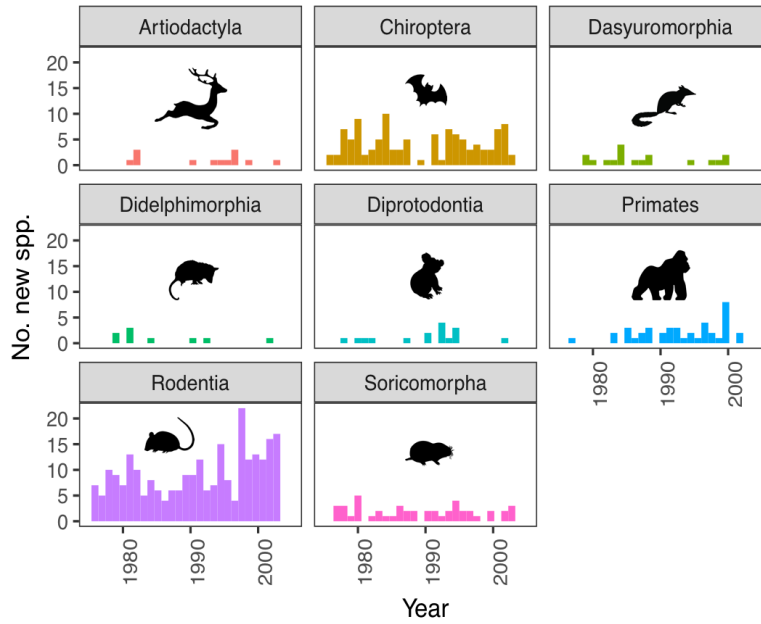 Artiodactyla
Chiroptera
Dasyuromorphia
20
15
10
5
0
Didelphimorphia
Diprotodontia
Primates
20
15
10
5
0
1980
1990
2000
Rodentia
Soricomorpha
20
15
10
5
0
1980
1990
2000
1980
1990
2000
No. new spp.
Year